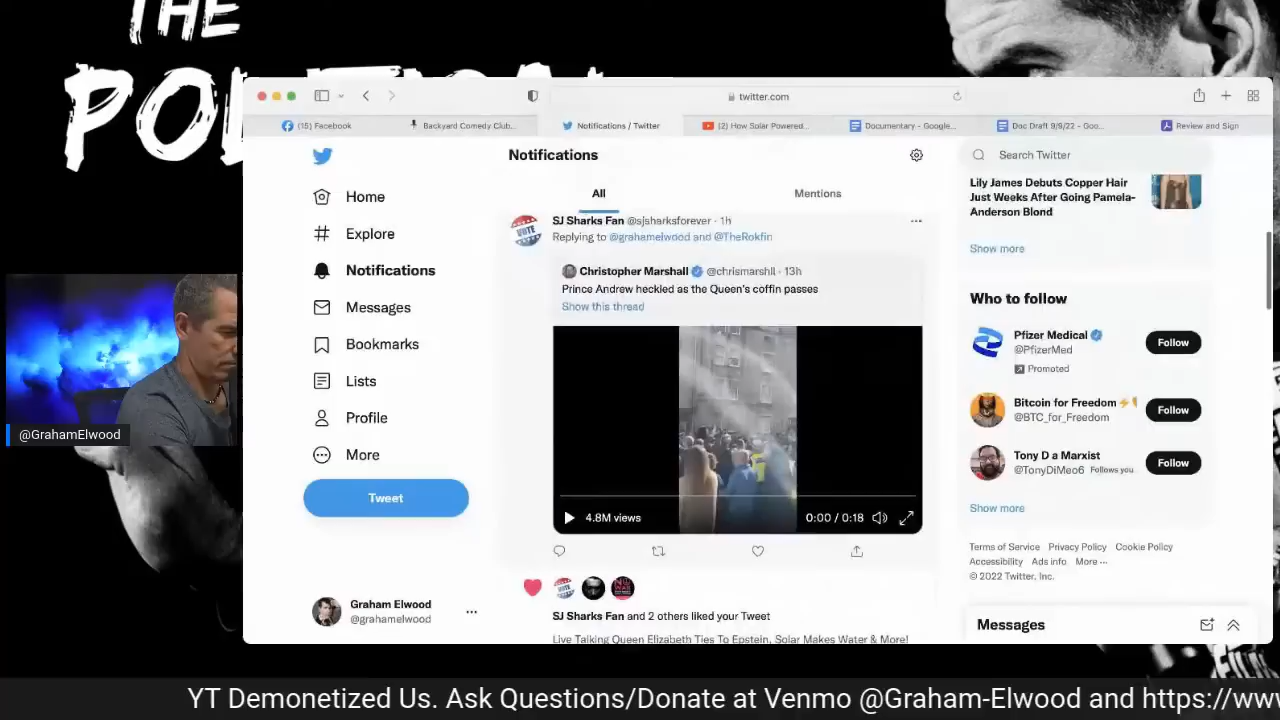 THE
twitter.com
(15) Facebook
Backyard Comedy Club...
Notifications / Twitter
(2) How Solar Powered...
Documentary - Google...
Doc Draft 9/9/22 - Goo...
Review and Sign
Home
Explore
Notifications
Messages
Bookmarks
Lists
Profile
More
Tweet
Graham Elwood
@grahamelwood
Notifications
All
Mentions
SJ Sharks Fan @sjsharksforever · 1h
Replying to @grahamelwood and @TheRokfin
Christopher Marshall @chrismarshll · 13h
Prince Andrew heckled as the Queen's coffin passes
Show this thread
4.8M views
0:00 / 0:18
VOTE
SJ Sharks Fan and 2 others liked your Tweet
Live Talking Queen Elizabeth Ties To Epstein, Solar Makes Water & More!
Search Twitter
Lily James Debuts Copper Hair
Just Weeks After Going Pamela-
Anderson Blond
Show more
Who to follow
Pfizer Medical
@PfizerMed
Promoted
Follow
Bitcoin for Freedom
@BTC_for_Freedom
Follow
Tony D a Marxist
@TonyDiMeo6 Follows you
Follow
Show more
Terms of Service Privacy Policy Cookie Policy
Accessibility Ads info More ···
© 2022 Twitter, Inc.
Messages
@GrahamElwood
YT Demonetized Us. Ask Questions/Donate at Venmo @Graham-Elwood and https://ww